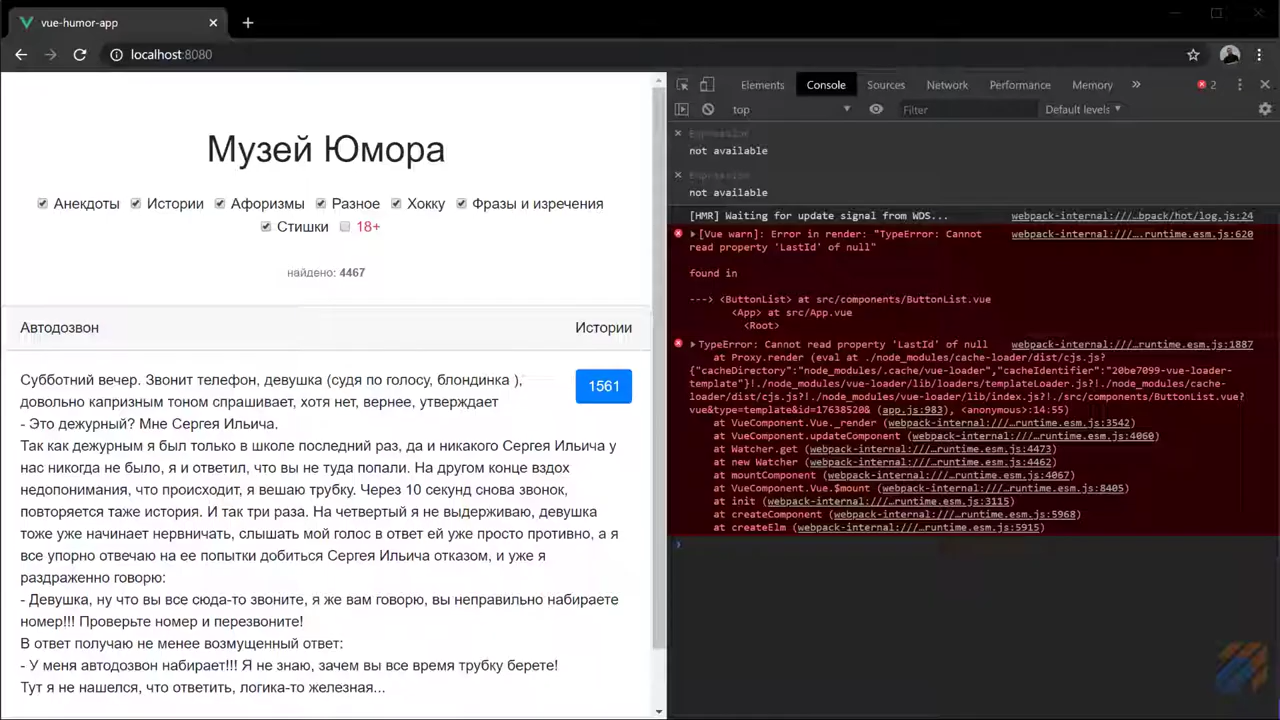 vue-humor-app
localhost:8080
Музей Юмора
Анекдоты Истории Афоризмы Разное Хокку Фразы и изречения
Стишки 18+
найдено: 4467
Автодозвон Истории
Субботний вечер. Звонит телефон, девушка (судя по голосу, блондинка ),
довольно капризным тоном спрашивает, хотя нет, вернее, утверждает
1561
- Это дежурный? Мне Сергея Ильича.
Так как дежурным я был только в школе последний раз, да и никакого Сергея Ильича у
нас никогда не было, я и ответил, что вы не туда попали. На другом конце вздох
недопонимания, что происходит, я вешаю трубку. Через 10 секунд снова звонок,
повторяется таже история. И так трижды. На четвертый я не выдерживаю, девушка
тоже уже начинает нервничать, слышать мой голос в ответ ей уже просто противно, а я
все упорно отвечаю на ее попытки добиться Сергея Ильича отказом, и уже я
раздраженно говорю:
- Девушка, ну что вы все сюда-то звоните, я же вам говорю, вы неправильно набираете
номер!!! Проверьте номер и перезвоните!
В ответ получаю не менее возмущенный ответ:
- У меня автодозвон набирает!!! Я не знаю, зачем вы все время трубку берете!
Тут я не нашелся, что ответить, логика-то железная...
Elements Console Sources Network Performance Memory 2
top Filter Default levels
Expression
not available
Expression
not available
[HMR] Waiting for update signal from WDS... webpack-internal:///…bpack/hot/log.js:24
[Vue warn]: Error in render: "TypeError: Cannot webpack-internal:///….runtime.esm.js:620
read property 'LastId' of null"
found in
---> <ButtonList> at src/components/ButtonList.vue
<App> at src/App.vue
<Root>
TypeError: Cannot read property 'LastId' of null webpack-internal:///…runtime.esm.js:1887
at Proxy.render (eval at ./node_modules/cache-loader/dist/cjs.js?
{"cacheDirectory":"node_modules/.cache/vue-loader","cacheIdentifier":"20be7099-vue-loader-
template"}!./node_modules/vue-loader/lib/loaders/templateLoader.js?!./node_modules/cache-
loader/dist/cjs.js?!./node_modules/vue-loader/lib/index.js?!./src/components/ButtonList.vue?
vue&type=template&id=17638520& (app.js:983), <anonymous>:14:55)
at VueComponent.Vue._render (webpack-internal:///…runtime.esm.js:3542)
at VueComponent.updateComponent (webpack-internal:///…runtime.esm.js:4060)
at Watcher.get (webpack-internal:///…runtime.esm.js:4473)
at new Watcher (webpack-internal:///…runtime.esm.js:4462)
at mountComponent (webpack-internal:///…runtime.esm.js:4067)
at VueComponent.Vue.$mount (webpack-internal:///…runtime.esm.js:8405)
at init (webpack-internal:///…runtime.esm.js:3115)
at createComponent (webpack-internal:///…runtime.esm.js:5968)
at createElm (webpack-internal:///…runtime.esm.js:5915)